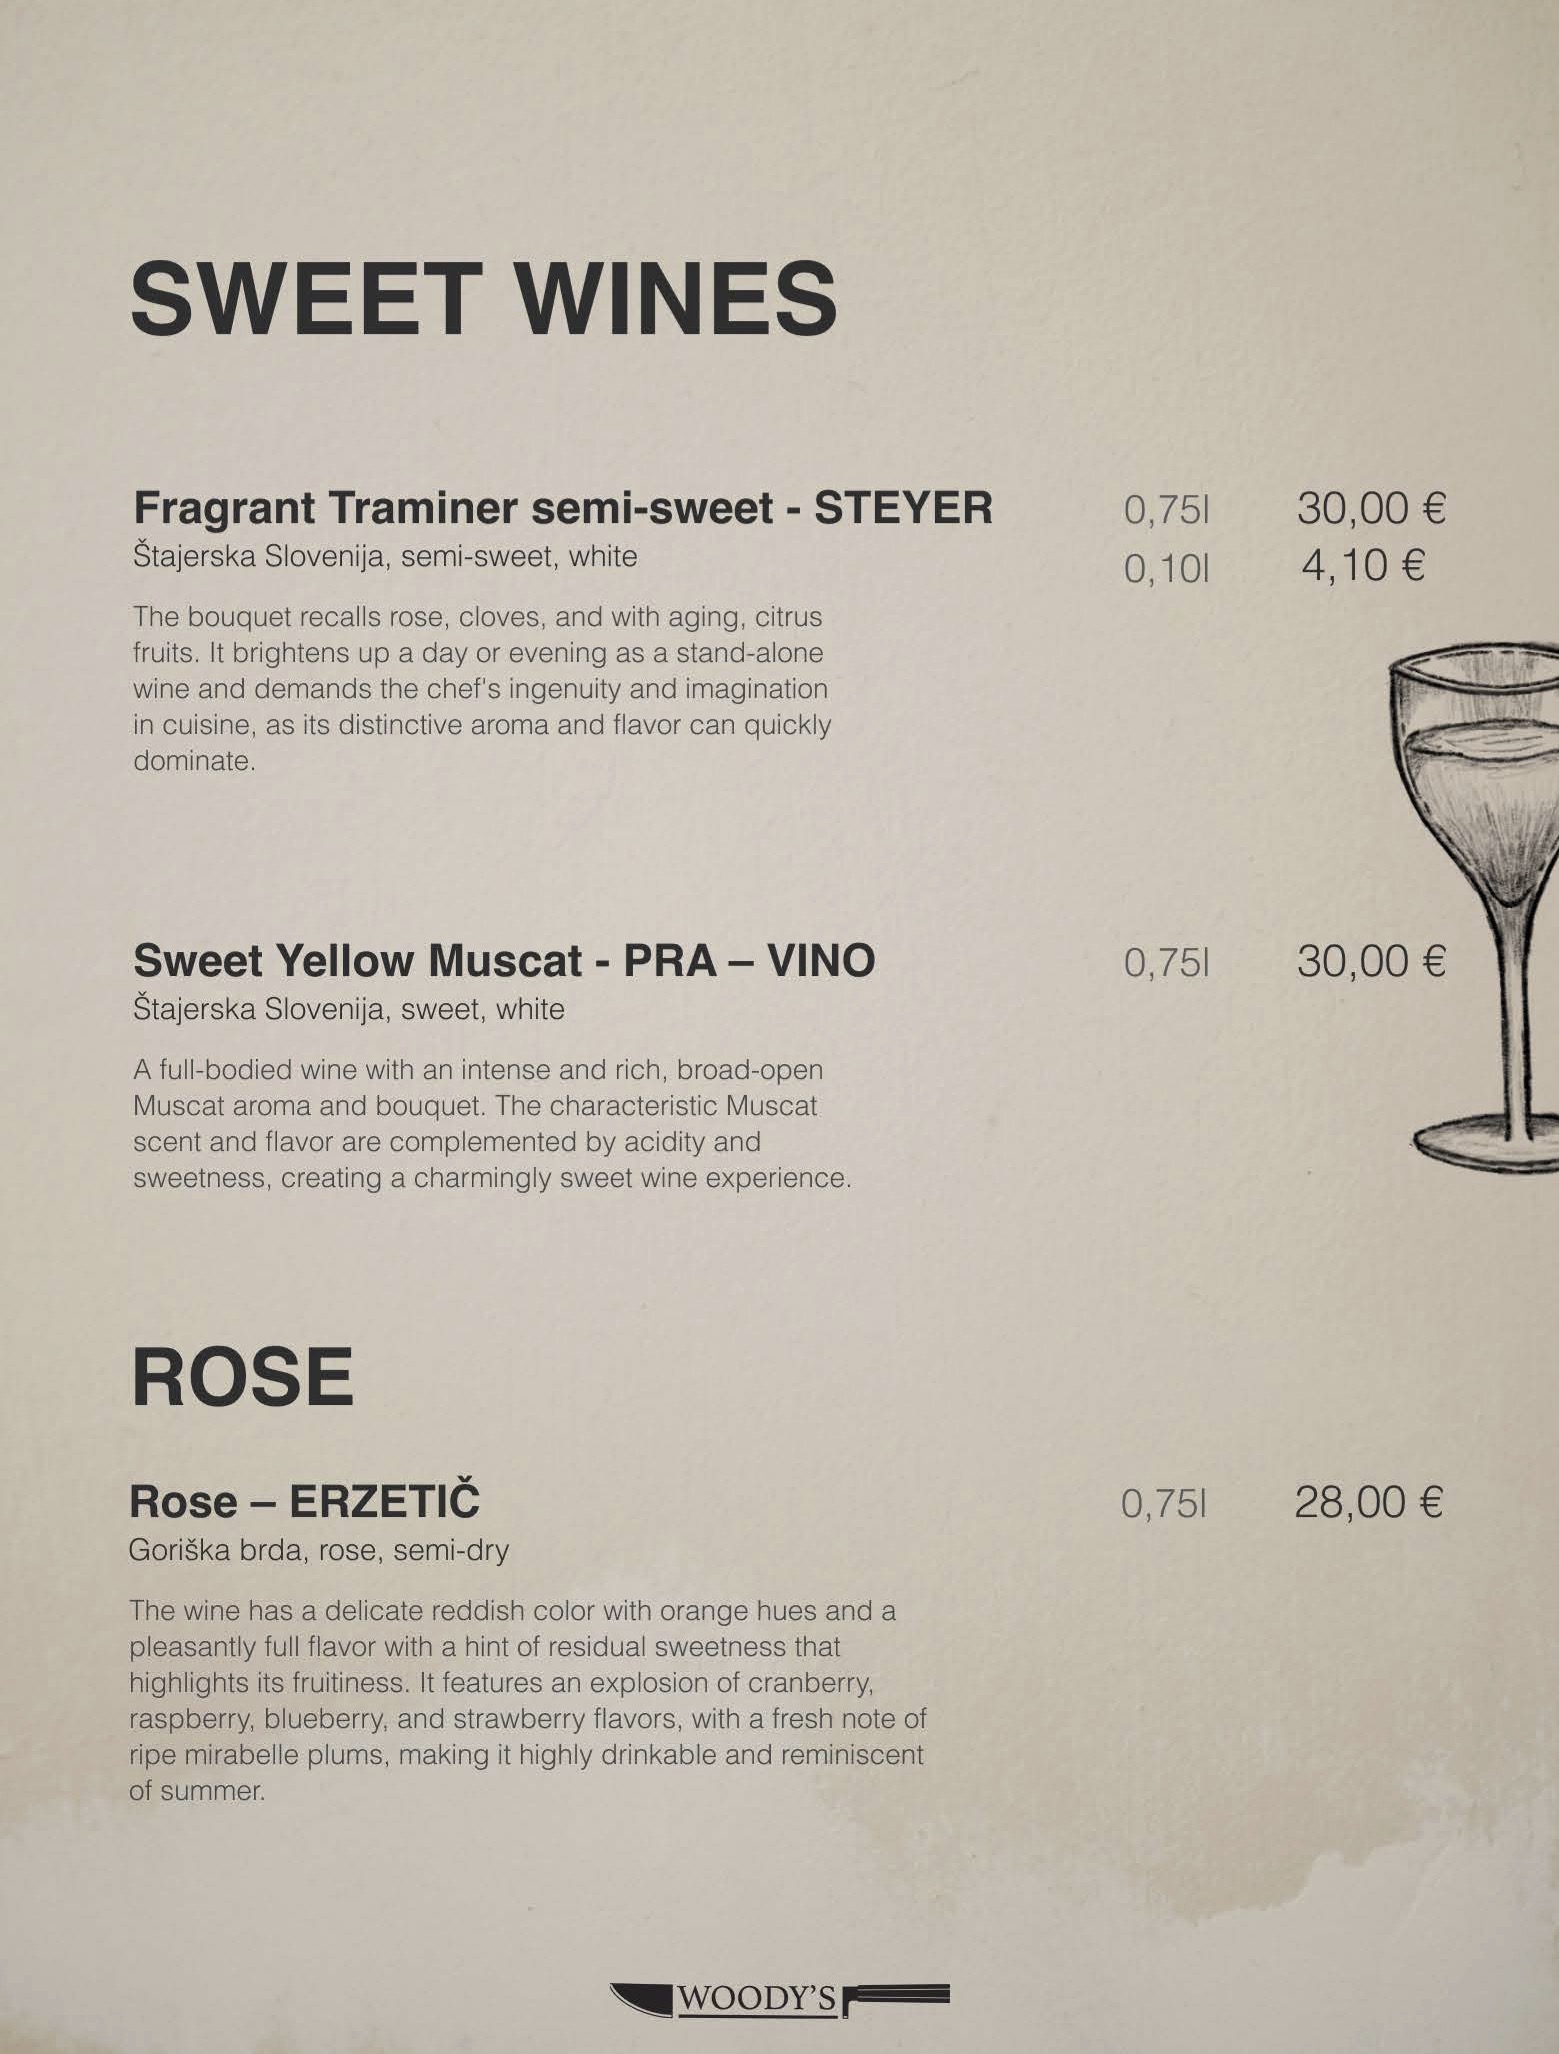 SWEET WINES
Fragrant Traminer semi-sweet - STEYER 0,75l 30,00 €
Štajerska Slovenija, semi-sweet, white 0,10l 4,10 €
The bouquet recalls rose, cloves, and with aging, citrus
fruits. It brightens up a day or evening as a stand-alone
wine and demands the chef's ingenuity and imagination
in cuisine, as its distinctive aroma and flavor can quickly
dominate.
Sweet Yellow Muscat - PRA – VINO 0,75l 30,00 €
Štajerska Slovenija, sweet, white
A full-bodied wine with an intense and rich, broad-open
Muscat aroma and bouquet. The characteristic Muscat
scent and flavor are complemented by acidity and
sweetness, creating a charmingly sweet wine experience.
ROSE
Rose – ERZETIČ 0,75l 28,00 €
Goriška brda, rose, semi-dry
The wine has a delicate reddish color with orange hues and a
pleasantly full flavor with a hint of residual sweetness that
highlights its fruitiness. It features an explosion of cranberry,
raspberry, blueberry, and strawberry flavors, with a fresh note of
ripe mirabelle plums, making it highly drinkable and reminiscent
of summer.
WOODY'S